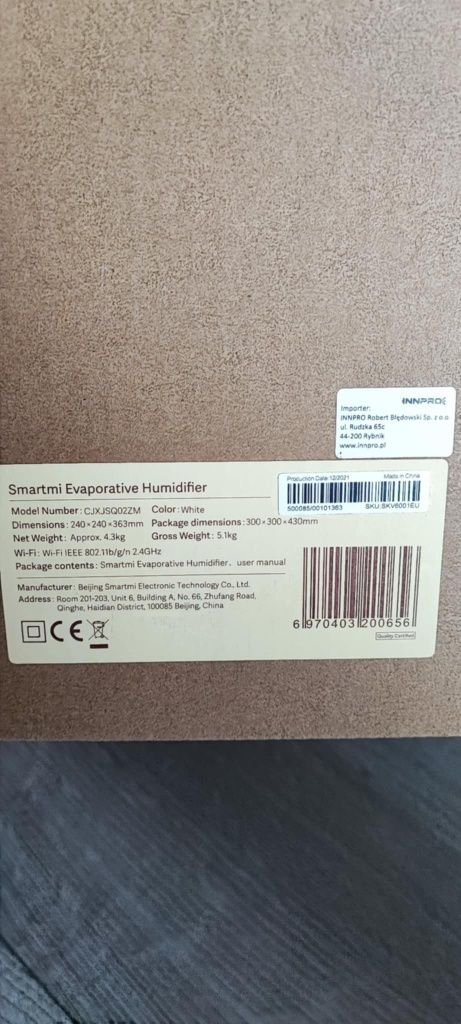 INNPRO
Importer:
INNPRO Robert Błędowski Sp. z o.o
ul. Rudzka 65c
44-200 Rybnik
www.innpro.pl
Smartmi Evaporative Humidifier
Production Date:12/2021 Made in China
500085/00101363 SKU:SKV6001EU
Model Number: CJXJSQ02ZM Color: White
Dimensions: 240×240×363mm Package dimensions: 300×300×430mm
Net Weight: Approx. 4.3kg Gross Weight: 5.1kg
Wi-Fi: Wi-Fi IEEE 802.11b/g/n 2.4GHz
Package contents: Smartmi Evaporative Humidifier、user manual
Manufacturer: Beijing Smartmi Electronic Technology Co., Ltd.
Address: Room 201-203, Unit 6, Building A, No. 66, Zhufang Road,
Qinghe, Haidian District, 100085 Beijing, China
CE
6 970403 200656
Quality Certified